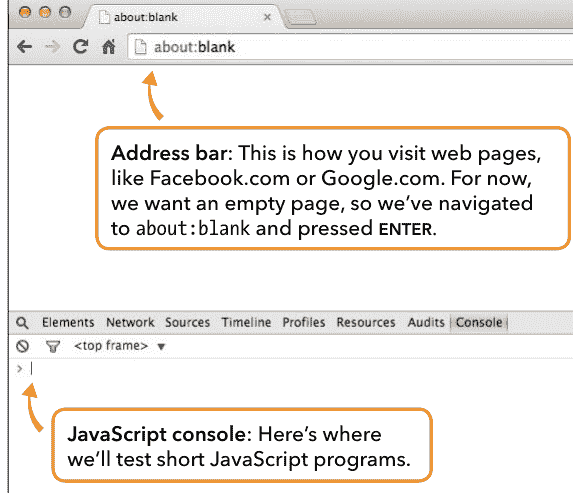 about:blank
about:blank
Address bar: This is how you visit web pages,
like Facebook.com or Google.com. For now,
we want an empty page, so we’ve navigated
to about:blank and pressed ENTER.
Elements Network Sources Timeline Profiles Resources Audits Console
<top frame> ▼
>
JavaScript console: Here’s where
we’ll test short JavaScript programs.